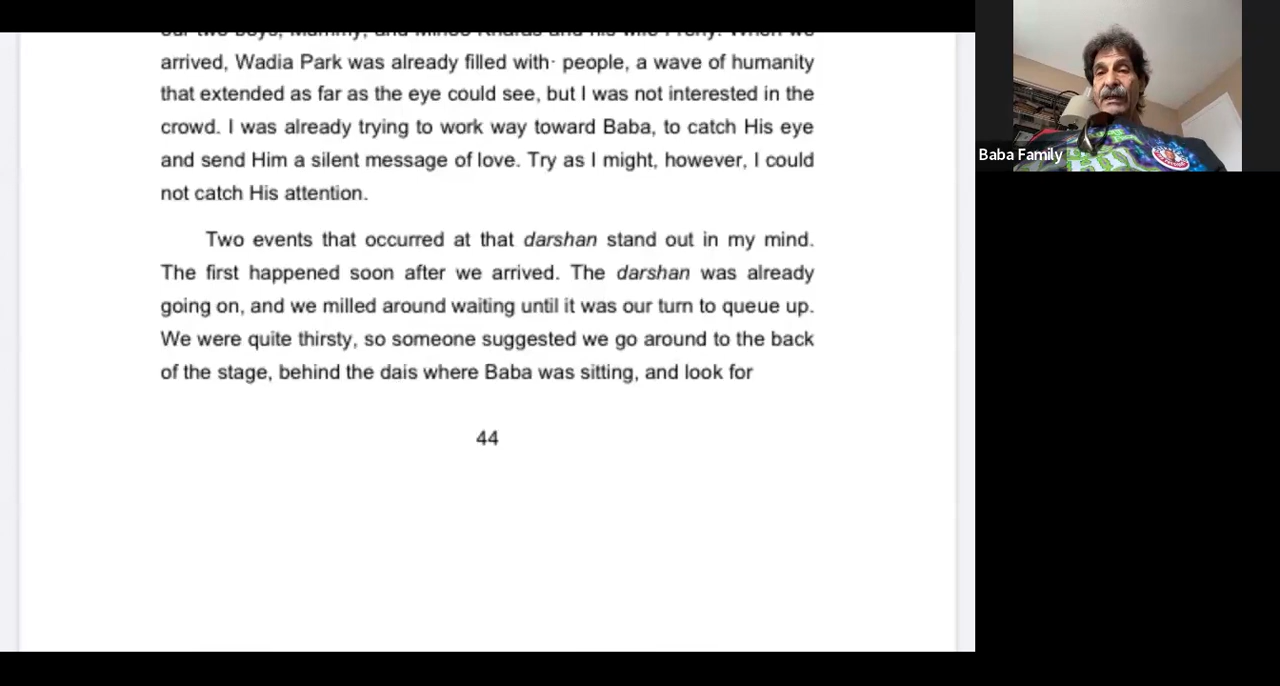 arrived, Wadia Park was already filled with· people, a wave of humanity
that extended as far as the eye could see, but I was not interested in the
crowd. I was already trying to work way toward Baba, to catch His eye
and send Him a silent message of love. Try as I might, however, I could
not catch His attention.
Two events that occurred at that darshan stand out in my mind.
The first happened soon after we arrived. The darshan was already
going on, and we milled around waiting until it was our turn to queue up.
We were quite thirsty, so someone suggested we go around to the back
of the stage, behind the dais where Baba was sitting, and look for
44
Baba Family